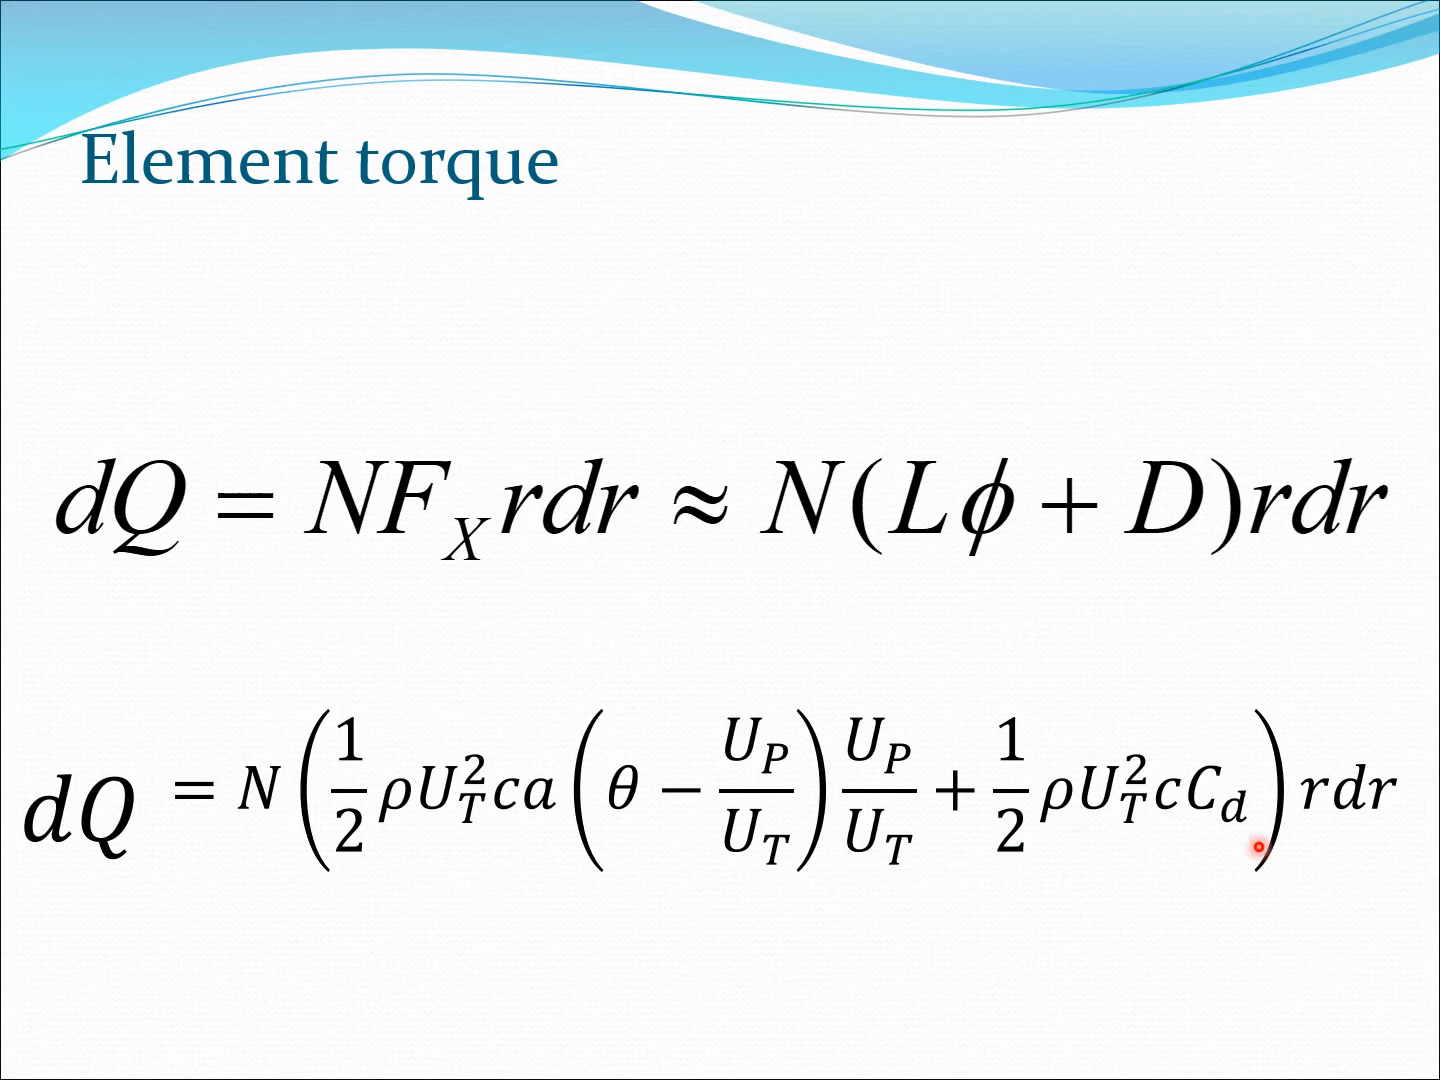 Element torque
dQ = NF_X rdr ≈ N(Lϕ + D)rdr
dQ = N(1/2 ρU_T^2 ca(θ − U_P/U_T) U_P/U_T + 1/2 ρU_T^2 cC_d) rdr